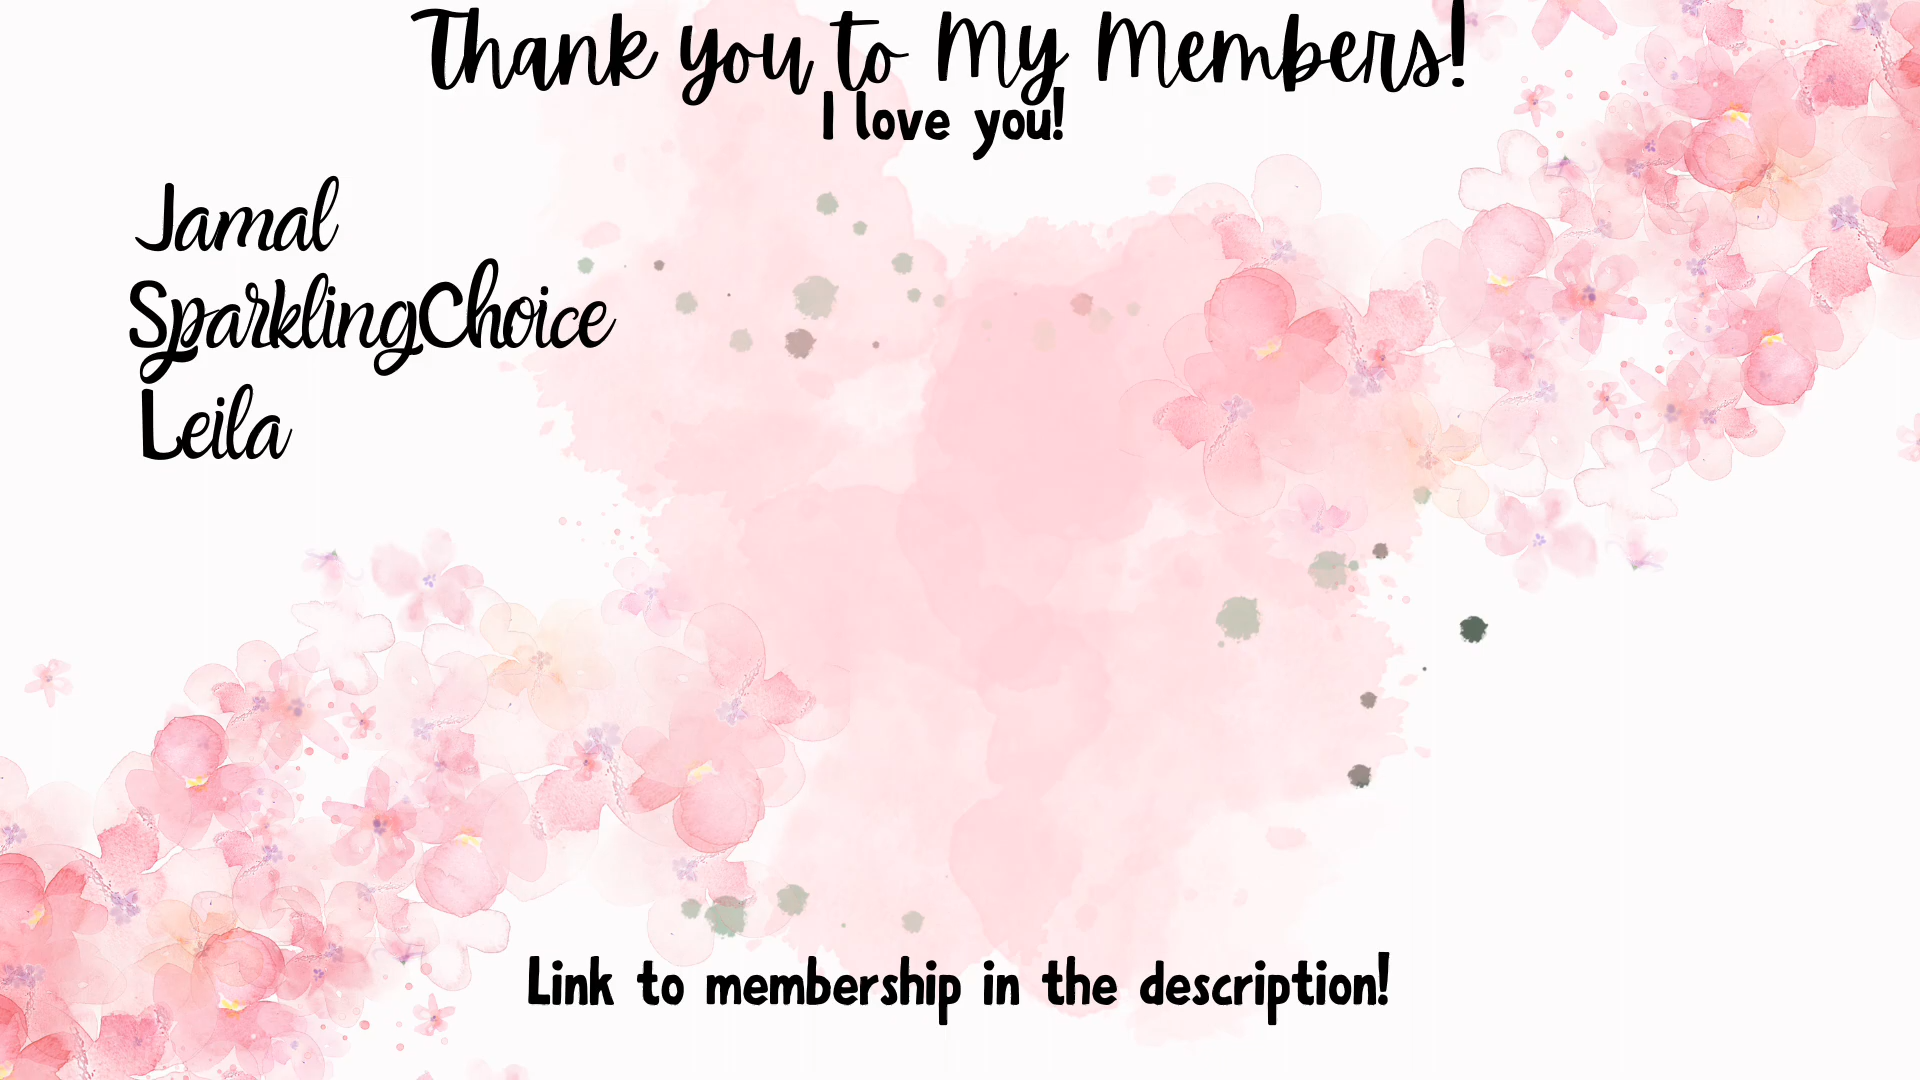 Thank you to My Members!
I love you!
Jamal
SparklingChoice
Leila
Link to membership in the description!